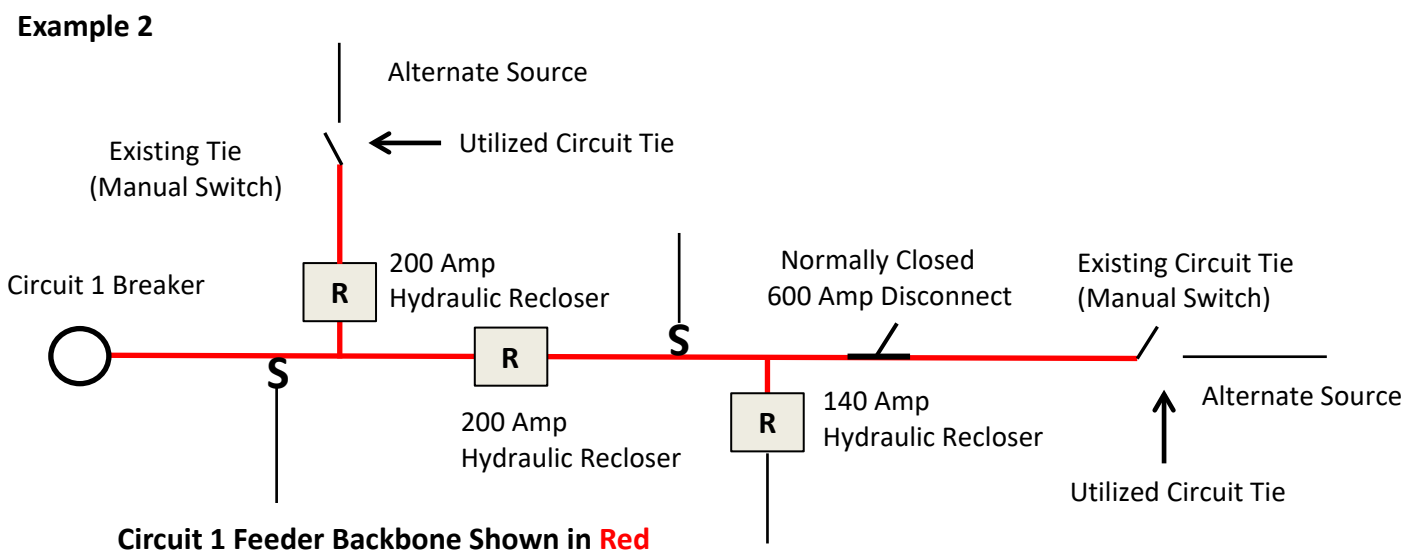 Example 2
Alternate Source
Utilized Circuit Tie
Existing Tie
(Manual Switch)
200 Amp
Hydraulic Recloser
R
Circuit 1 Breaker
Normally Closed
600 Amp Disconnect
Existing Circuit Tie
(Manual Switch)
S
R
S
200 Amp
Hydraulic Recloser
R
140 Amp
Hydraulic Recloser
Alternate Source
Utilized Circuit Tie
Circuit 1 Feeder Backbone Shown in Red